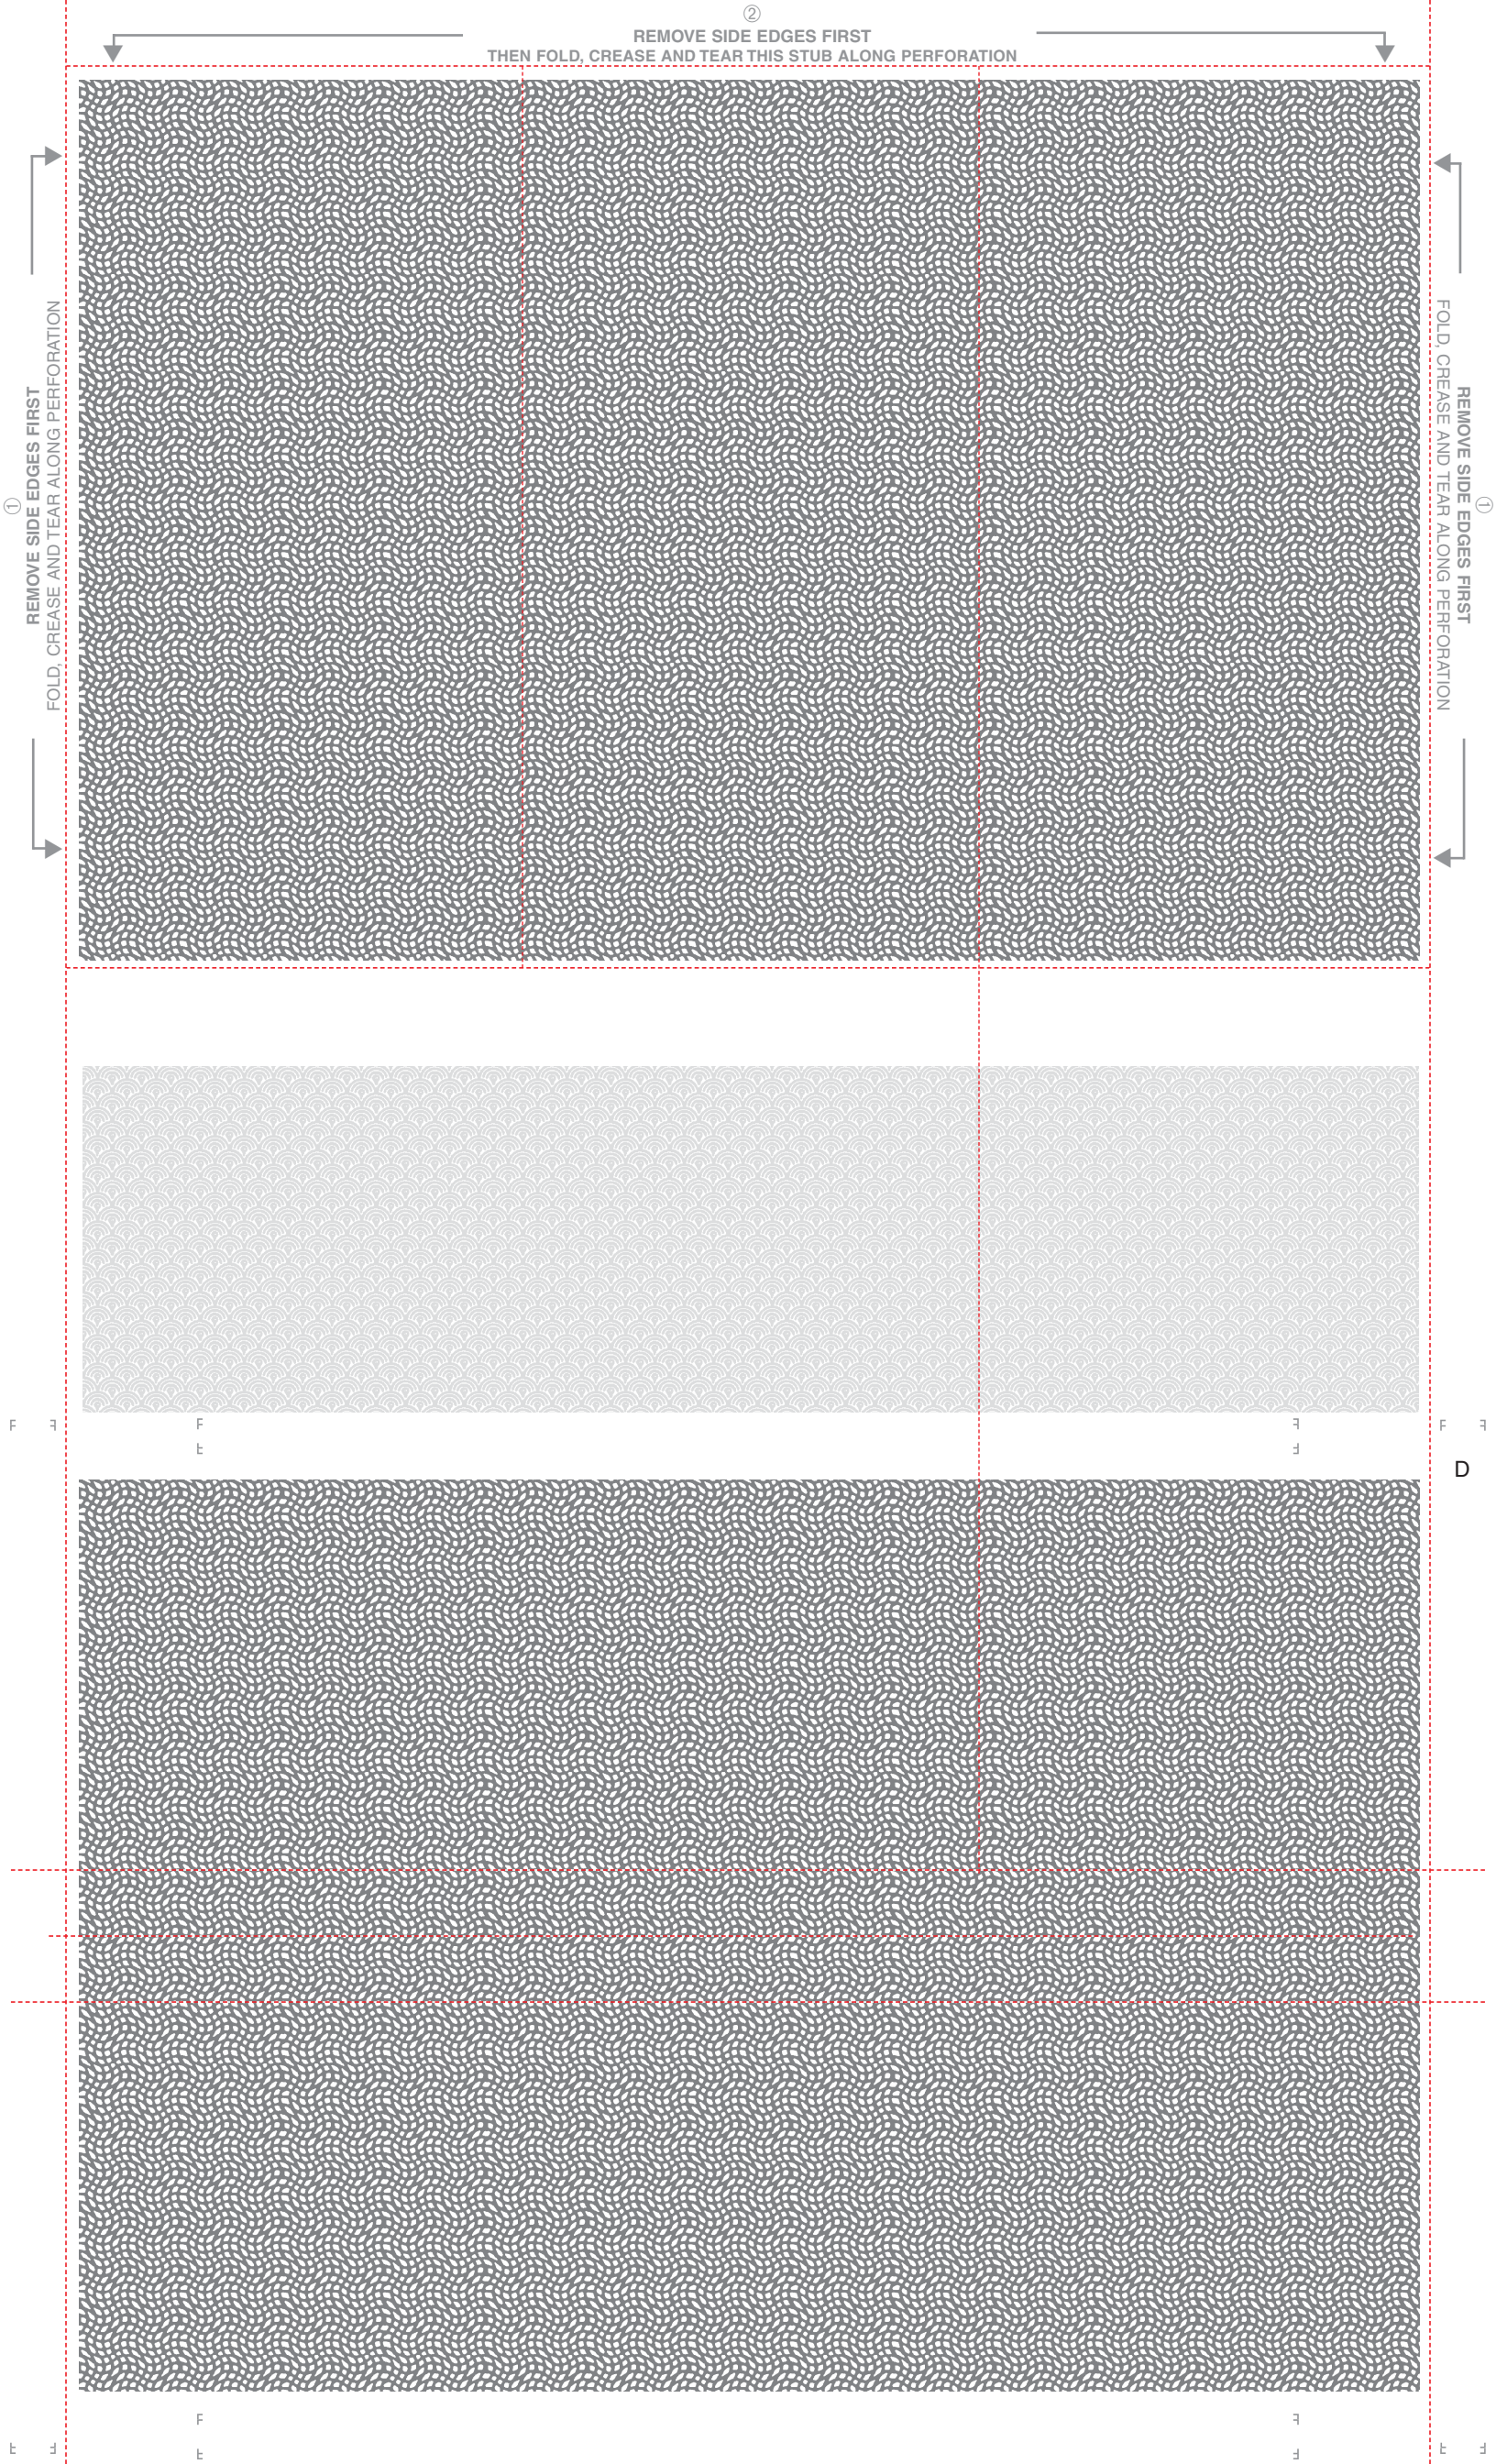 ②
REMOVE SIDE EDGES FIRST
THEN FOLD, CREASE AND TEAR THIS STUB ALONG PERFORATION
①
REMOVE SIDE EDGES FIRST
FOLD, CREASE AND TEAR ALONG PERFORATION
①
REMOVE SIDE EDGES FIRST
FOLD, CREASE AND TEAR ALONG PERFORATION
D